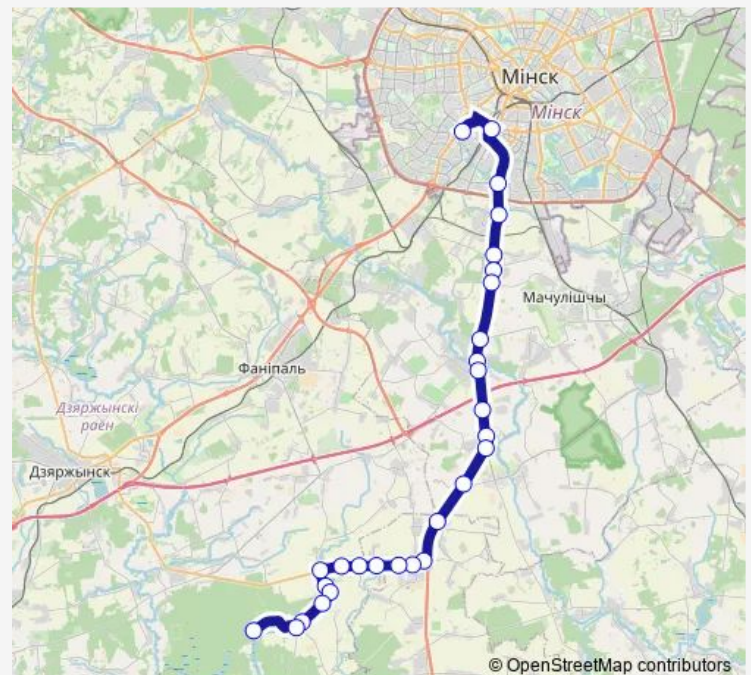 Мінск
Мінск
Мачулішчы
Фаніпаль
Дзяржынскі
раён
Дзяржынск
© OpenStreetMap contributors